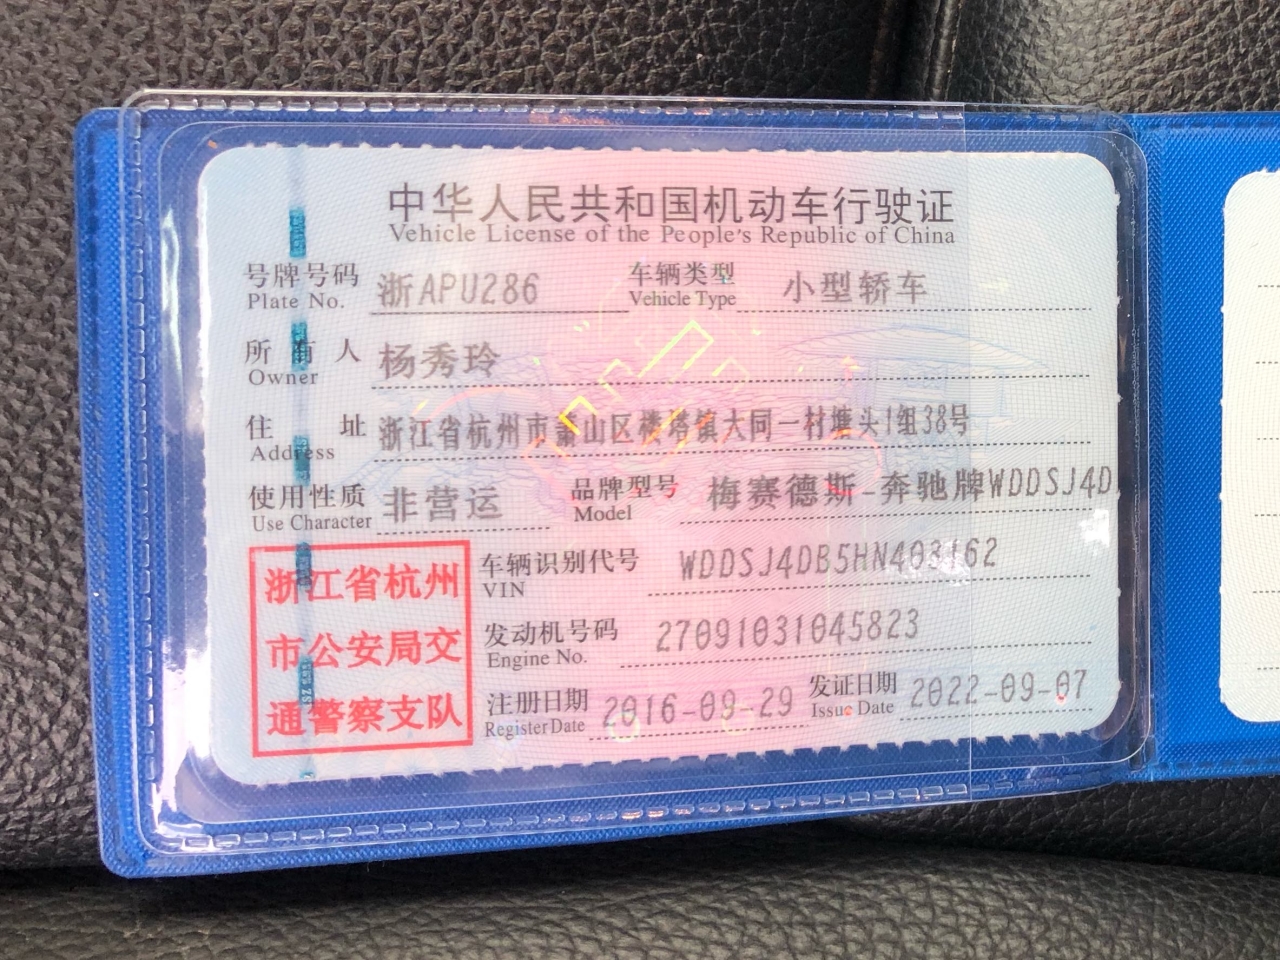 中华人民共和国机动车行驶证
Vehicle License of the People's Republic of China
号牌号码 浙APU286 车辆类型 小型轿车
Plate No. Vehicle Type
所有人 杨秀玲
Owner
住址 浙江省杭州市萧山区楼塔镇大同一村塘头1组38号
Address
使用性质 非营运 品牌型号 梅赛德斯-奔驰牌WDDSJ4D
Use Character Model
浙江省杭州
市公安局交
通警察支队
车辆识别代号 WDDSJ4DB5HN403162
VIN
发动机号码 27091031045823
Engine No.
注册日期 2016-09-29 发证日期 2022-09-07
Register Date Issue Date